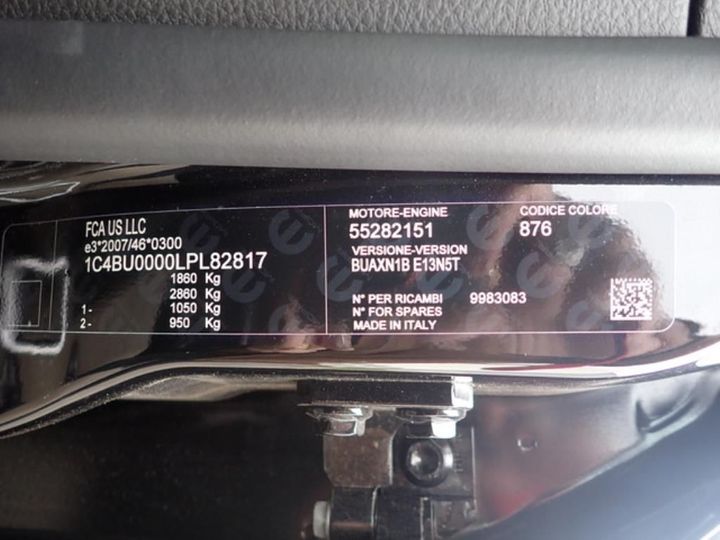 FCA US LLC
e3*2007/46*0300
1C4BU0000LPL82817
1860 Kg
2860 Kg
1- 1050 Kg
2- 950 Kg
MOTORE-ENGINE CODICE COLORE
55282151 876
VERSIONE-VERSION
BUAXN1B E13N5T
N° PER RICAMBI 9983083
N° FOR SPARES
MADE IN ITALY